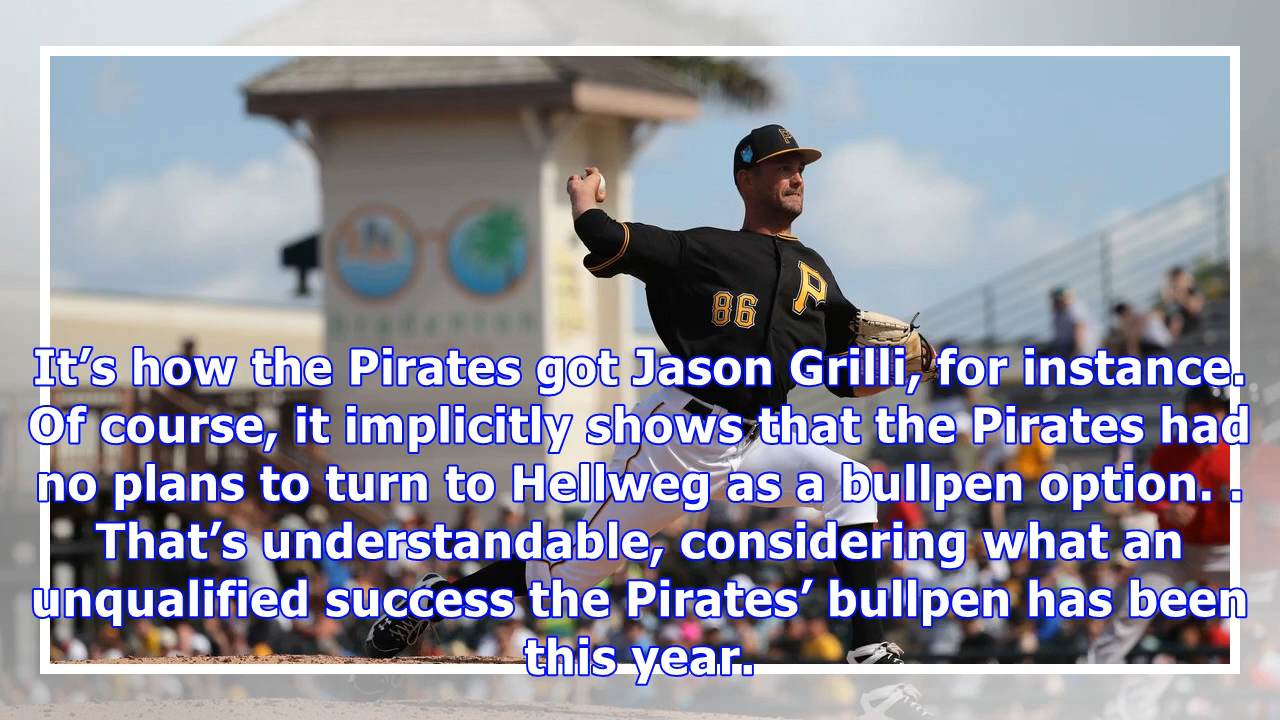 P
86
P
bradenton
It’s how the Pirates got Jason Grilli, for instance.
Of course, it implicitly shows that the Pirates had
no plans to turn to Hellweg as a bullpen option. .
That’s understandable, considering what an
unqualified success the Pirates’ bullpen has been
this year.